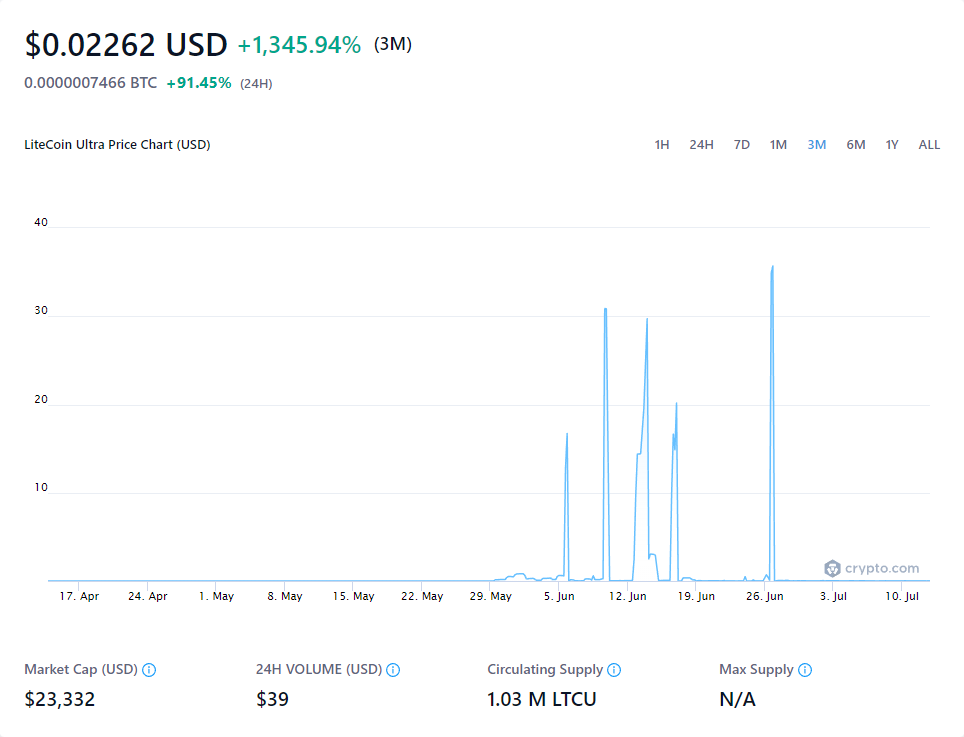 $0.02262 USD +1,345.94% (3M)
0.0000007466 BTC +91.45% (24H)
LiteCoin Ultra Price Chart (USD) 1H 24H 7D 1M 3M 6M 1Y ALL
40
30
20
10
crypto.com
17. Apr 24. Apr 1. May 8. May 15. May 22. May 29. May 5. Jun 12. Jun 19. Jun 26. Jun 3. Jul 10. Jul
Market Cap (USD) 24H VOLUME (USD) Circulating Supply Max Supply
$23,332 $39 1.03 M LTCU N/A